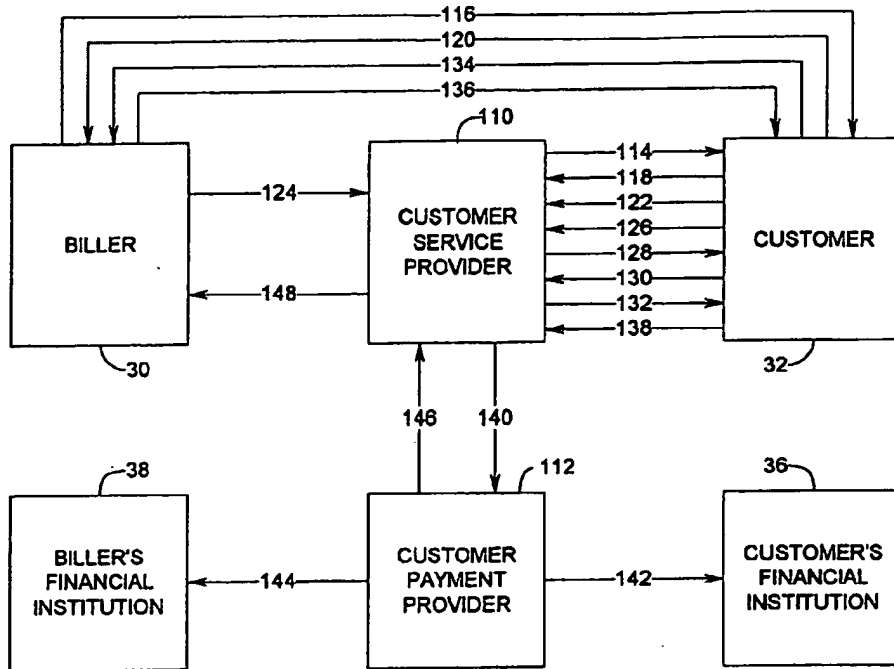 116
120
134
136
110
BILLER
124
148
30
CUSTOMER
SERVICE
PROVIDER
114
118
122
126
128
130
132
138
CUSTOMER
32
146
140
38
BILLER'S
FINANCIAL
INSTITUTION
144
112
CUSTOMER
PAYMENT
PROVIDER
142
36
CUSTOMER'S
FINANCIAL
INSTITUTION